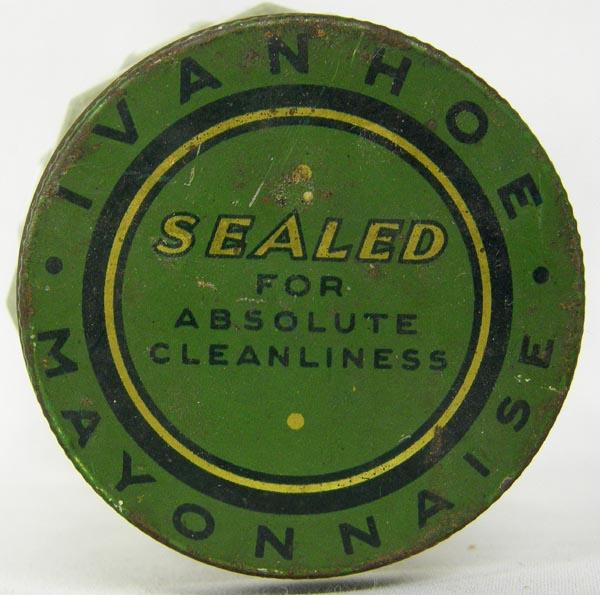 IVANHOE
SEALED
FOR
ABSOLUTE
CLEANLINESS
MAYONNAISE